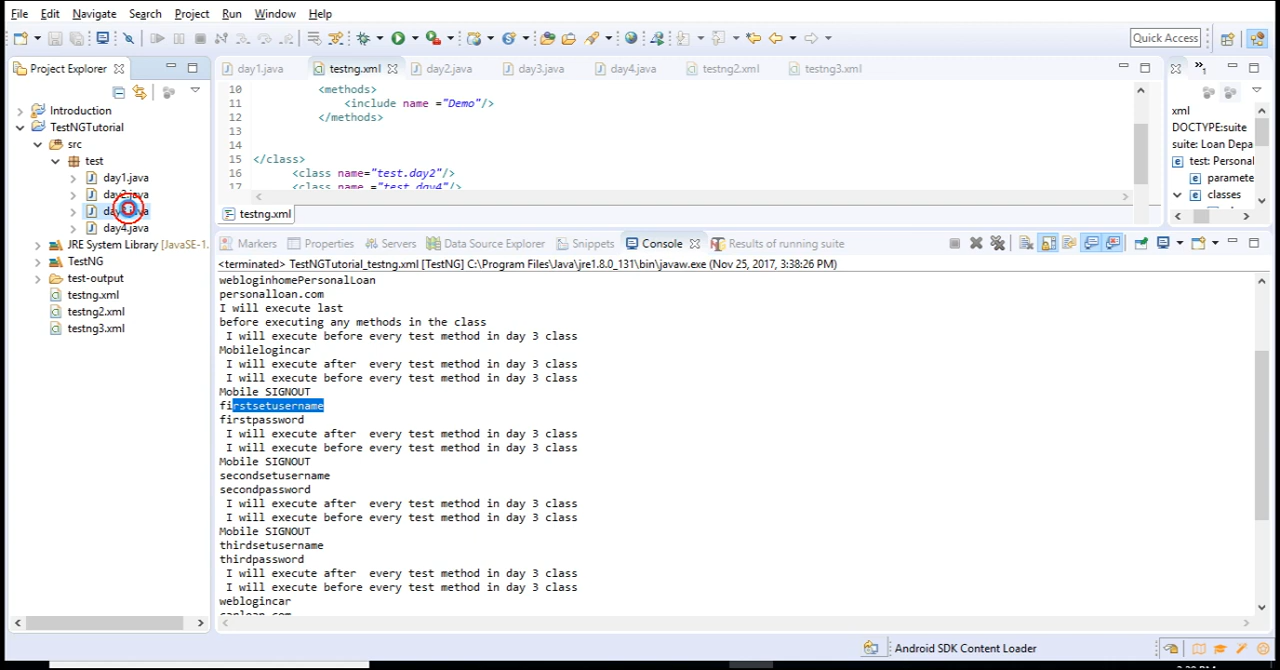 File Edit Navigate Search Project Run Window Help
Quick Access
Project Explorer
Introduction
TestNGTutorial
src
test
day1.java
day2.java
day4.java
JRE System Library [JavaSE-1.
TestNG
test-output
testng.xml
testng2.xml
testng3.xml
day1.java testng.xml day2.java day3.java day4.java testng2.xml testng3.xml
10 <methods>
11 <include name ="Demo"/>
12 </methods>
13
14
15 </class>
16 <class name="test.day2"/>
17 <class name ="test.day4"/>
testng.xml
1
xml
DOCTYPE:suite
suite: Loan Depa
test: Personal
paramete
classes
Markers Properties Servers Data Source Explorer Snippets Console Results of running suite
<terminated> TestNGTutorial_testng.xml [TestNG] C:\Program Files\Java\jre1.8.0_131\bin\javaw.exe (Nov 25, 2017, 3:38:26 PM)
webloginhomePersonalLoan
personalloan.com
I will execute last
before executing any methods in the class
I will execute before every test method in day 3 class
Mobilelogincar
I will execute after every test method in day 3 class
I will execute before every test method in day 3 class
Mobile SIGNOUT
firstsetusername
firstpassword
I will execute after every test method in day 3 class
I will execute before every test method in day 3 class
Mobile SIGNOUT
secondsetusername
secondpassword
I will execute after every test method in day 3 class
I will execute before every test method in day 3 class
Mobile SIGNOUT
thirdsetusername
thirdpassword
I will execute after every test method in day 3 class
I will execute before every test method in day 3 class
weblogincar
Android SDK Content Loader